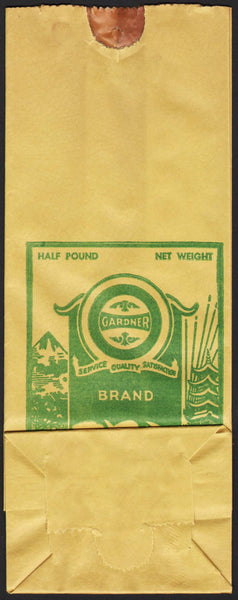 HALF POUND NET WEIGHT
GARDNER
SERVICE QUALITY SATISFACTION
BRAND